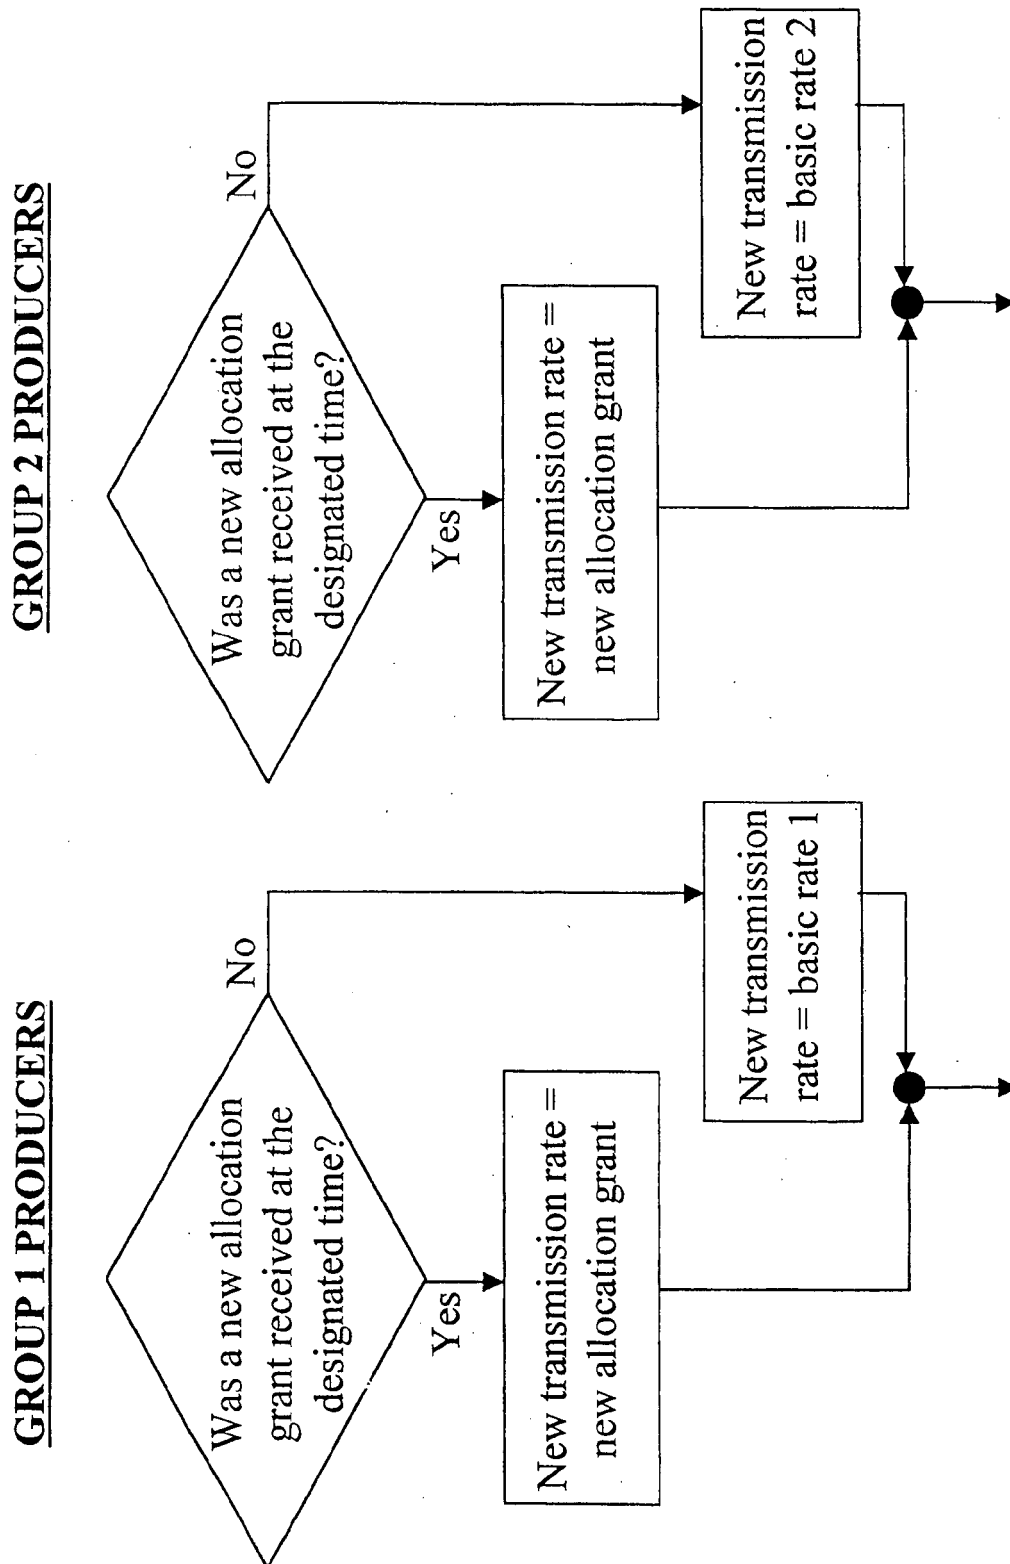 GROUP 1 PRODUCERS
Was a new allocation
grant received at the
designated time?
No
Yes
New transmission rate =
new allocation grant
New transmission
rate = basic rate 1
GROUP 2 PRODUCERS
Was a new allocation
grant received at the
designated time?
No
Yes
New transmission rate =
new allocation grant
New transmission
rate = basic rate 2